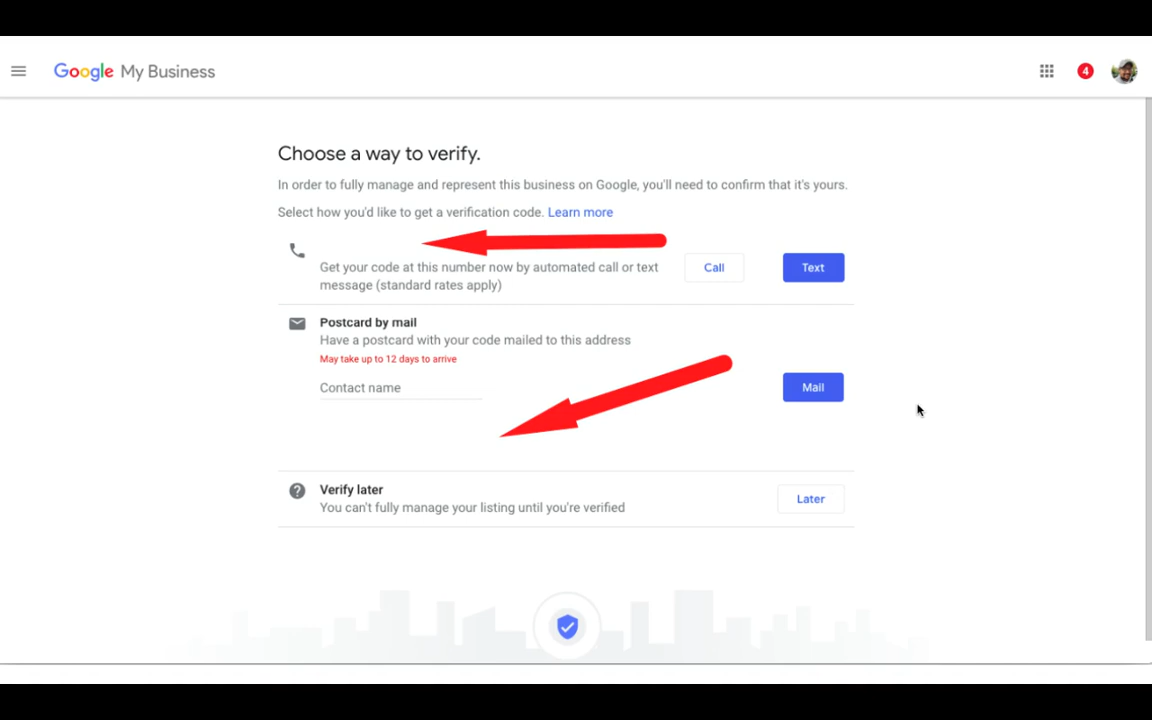 Google My Business
4
Choose a way to verify.
In order to fully manage and represent this business on Google, you'll need to confirm that it's yours.
Select how you'd like to get a verification code. Learn more
Get your code at this number now by automated call or text
message (standard rates apply)
Call
Text
Postcard by mail
Have a postcard with your code mailed to this address
May take up to 12 days to arrive
Contact name
Mail
Verify later
You can't fully manage your listing until you're verified
Later